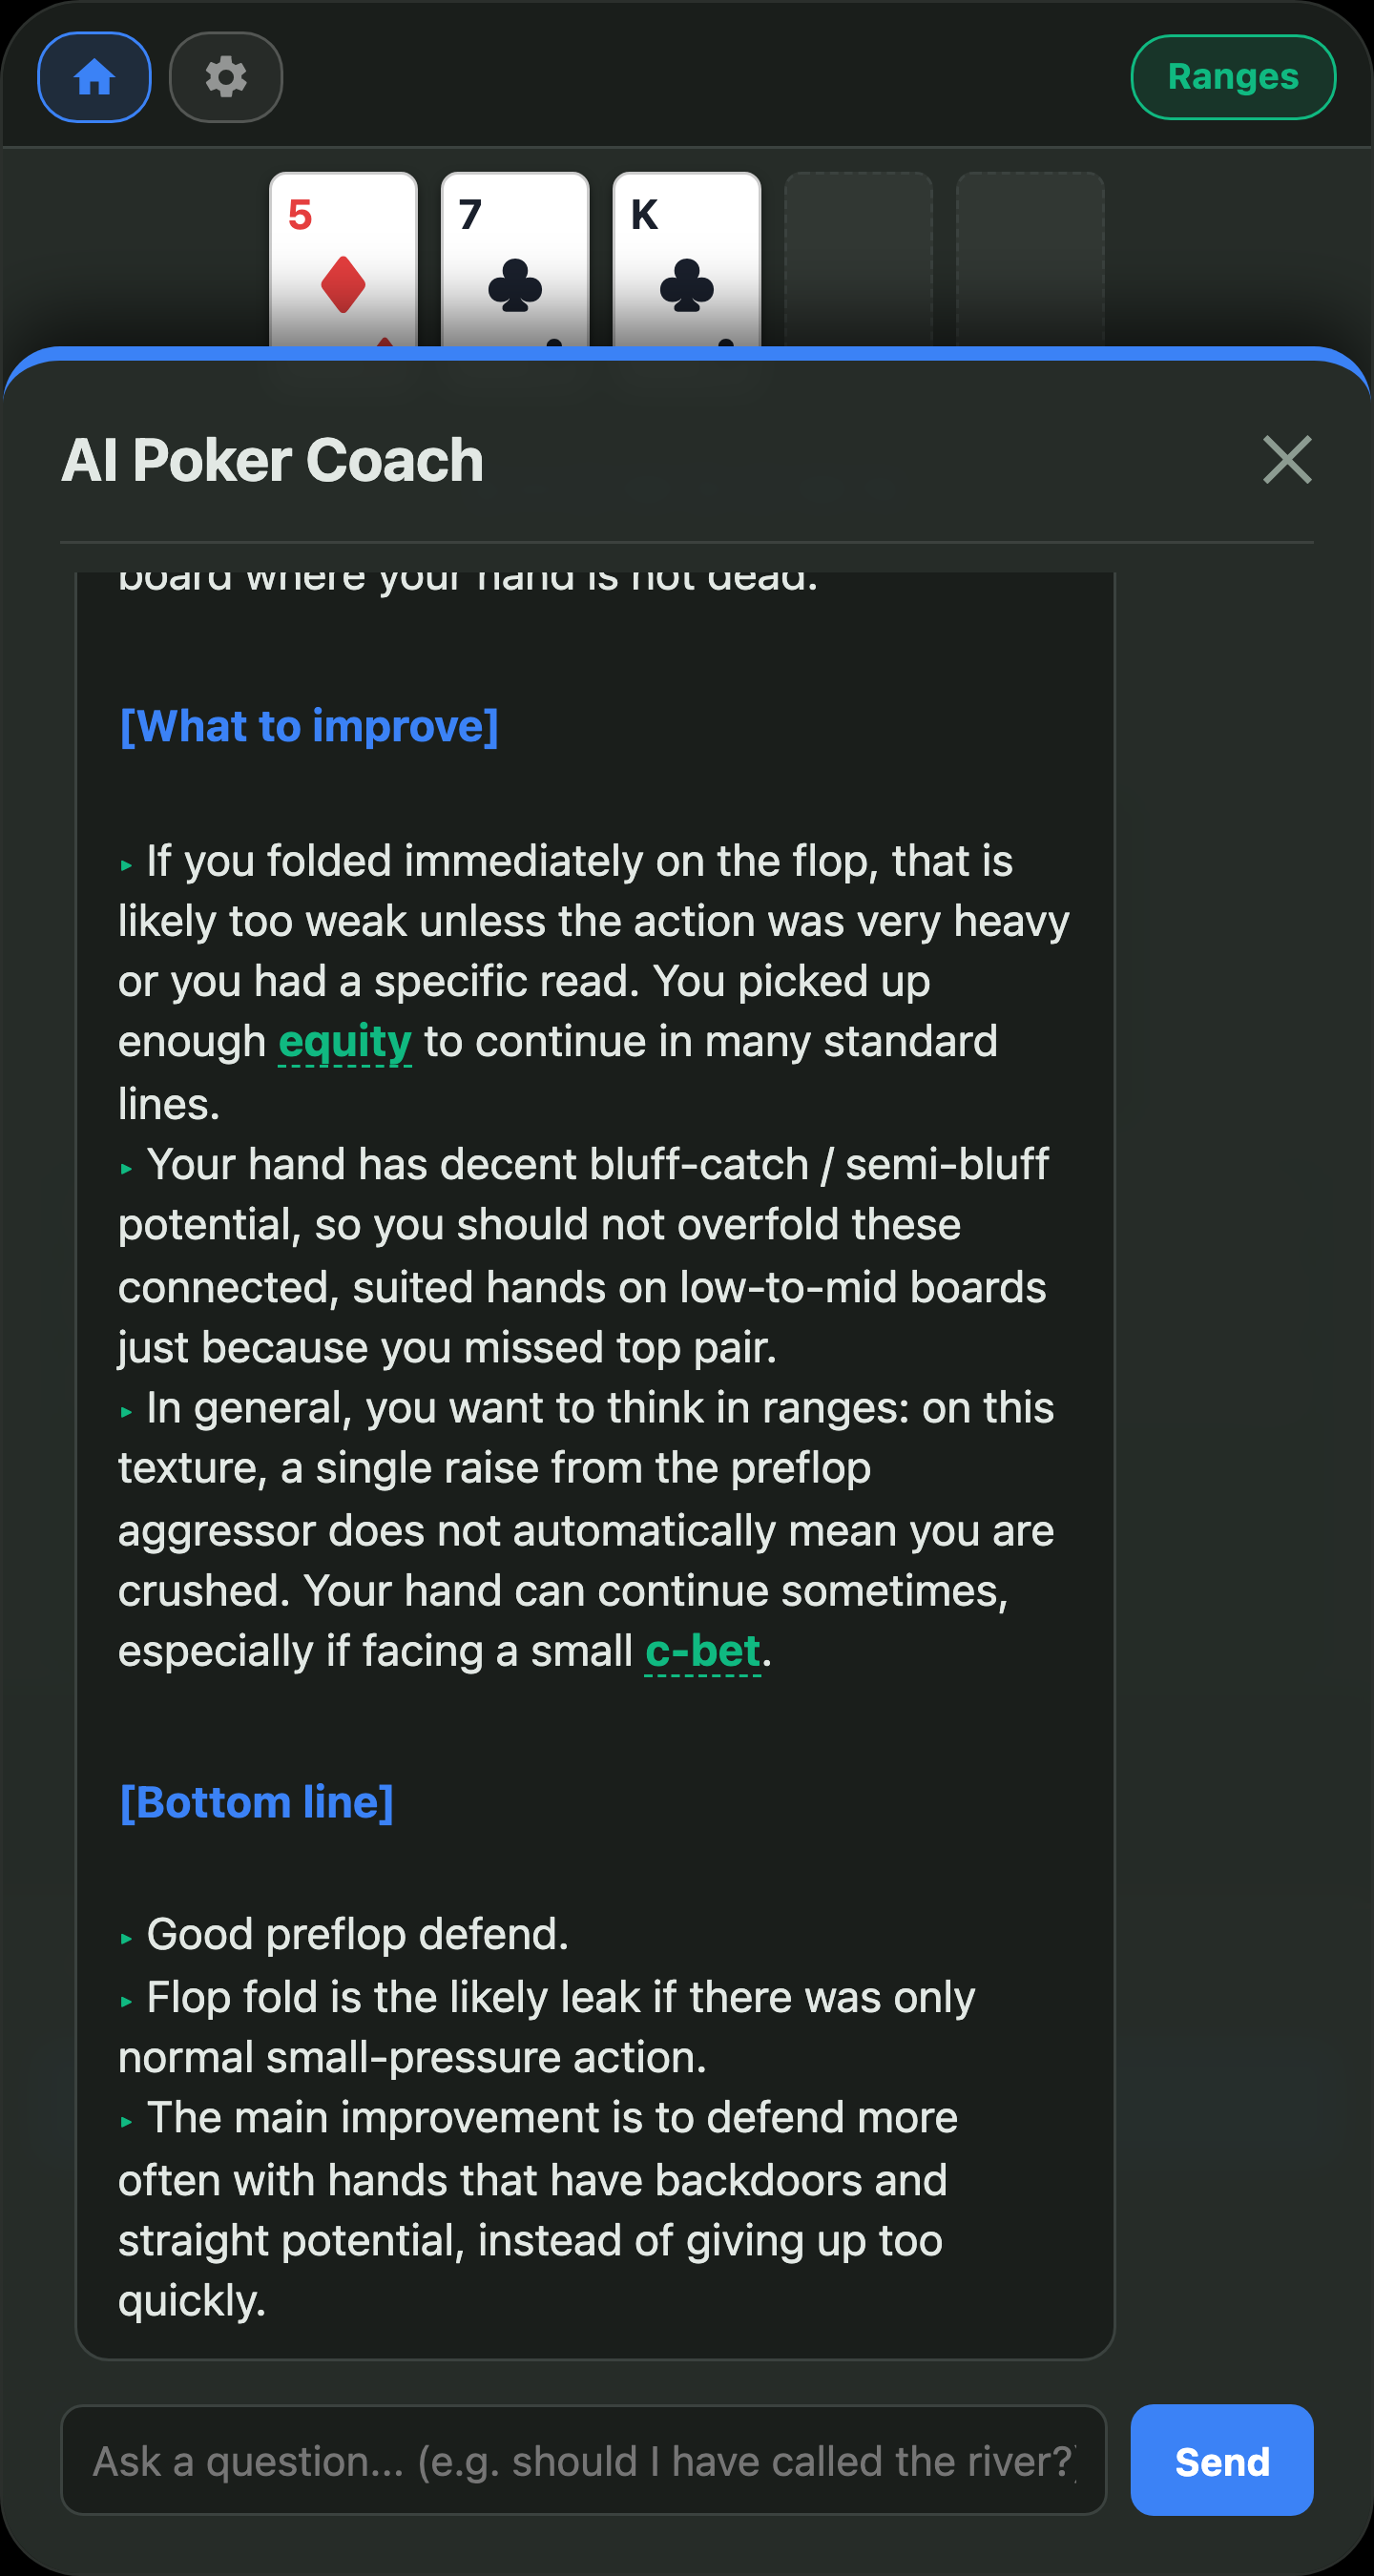 Ranges
5
7
K
AI Poker Coach
board where your hand is not dead.
[What to improve]
▸ If you folded immediately on the flop, that is
likely too weak unless the action was very heavy
or you had a specific read. You picked up
enough equity to continue in many standard
lines.
▸ Your hand has decent bluff-catch / semi-bluff
potential, so you should not overfold these
connected, suited hands on low-to-mid boards
just because you missed top pair.
▸ In general, you want to think in ranges: on this
texture, a single raise from the preflop
aggressor does not automatically mean you are
crushed. Your hand can continue sometimes,
especially if facing a small c-bet.
[Bottom line]
▸ Good preflop defend.
▸ Flop fold is the likely leak if there was only
normal small-pressure action.
▸ The main improvement is to defend more
often with hands that have backdoors and
straight potential, instead of giving up too
quickly.
Ask a question... (e.g. should I have called the river?)
Send